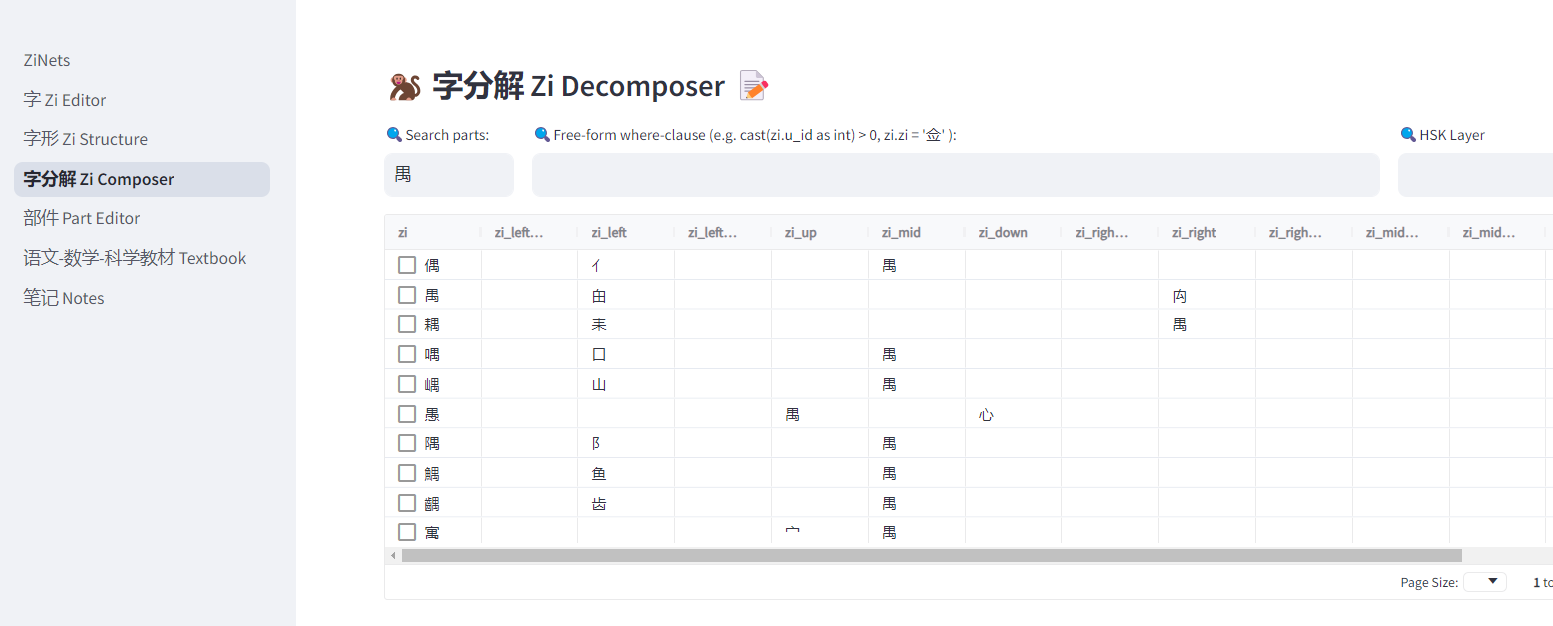 ZiNets
字 Zi Editor
字形 Zi Structure
字分解 Zi Composer
部件 Part Editor
语文-数学-科学教材 Textbook
笔记 Notes
字分解 Zi Decomposer
Search parts:
Free-form where-clause (e.g. cast(zi.u_id as int) > 0, zi.zi = '佥' ):
HSK Layer
禺
zi zi_left… zi_left zi_left… zi_up zi_mid zi_down zi_righ… zi_right zi_righ… zi_mid… zi_mid…
偶 亻 禺
禺 甶 禸
耦 耒 禺
喁 口 禺
嵎 山 禺
愚 禺 心
隅 阝 禺
鰅 鱼 禺
齵 齿 禺
寓 宀 禺
Page Size:
1 to